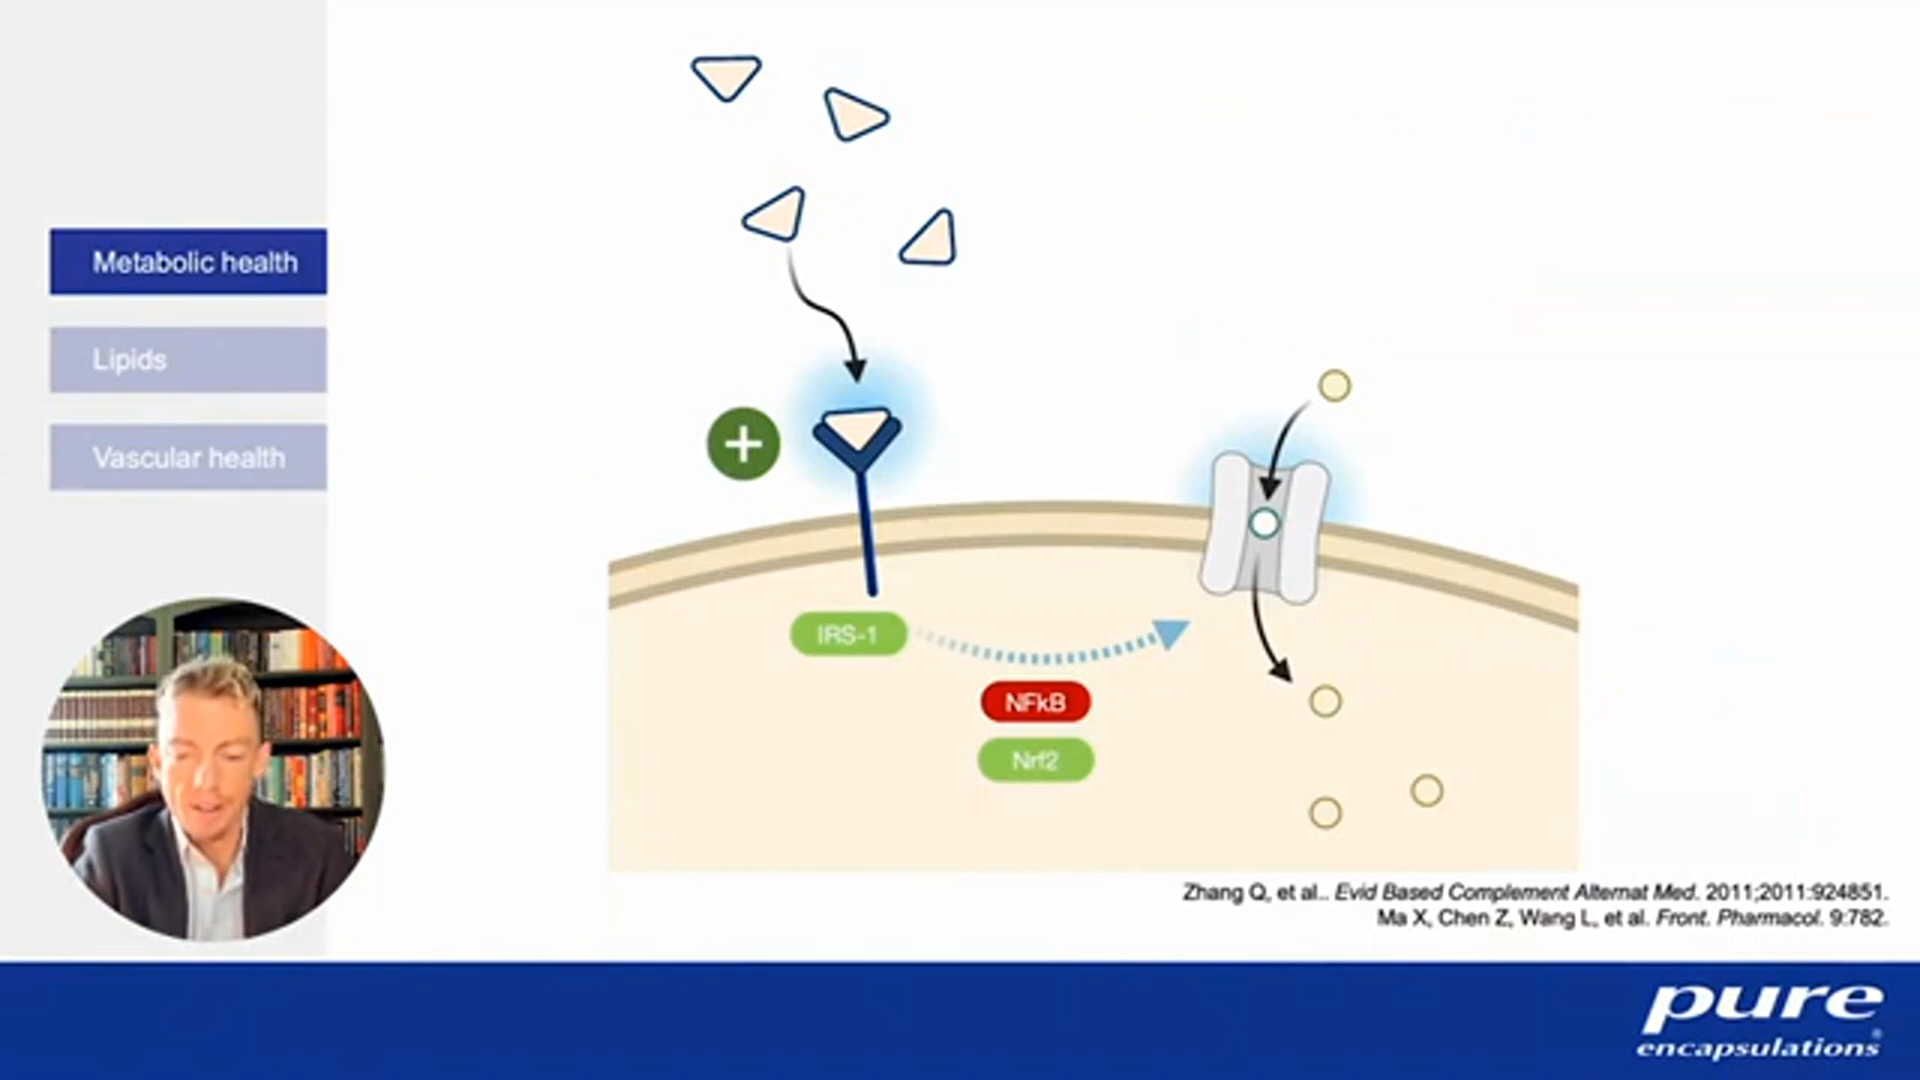 Metabolic health
Lipids
Vascular health
+
IRS-1
NFkB
Nrf2
Zhang Q, et al.. Evid Based Complement Alternat Med. 2011;2011:924851.
Ma X, Chen Z, Wang L, et al. Front. Pharmacol. 9:782.
pure
encapsulations®